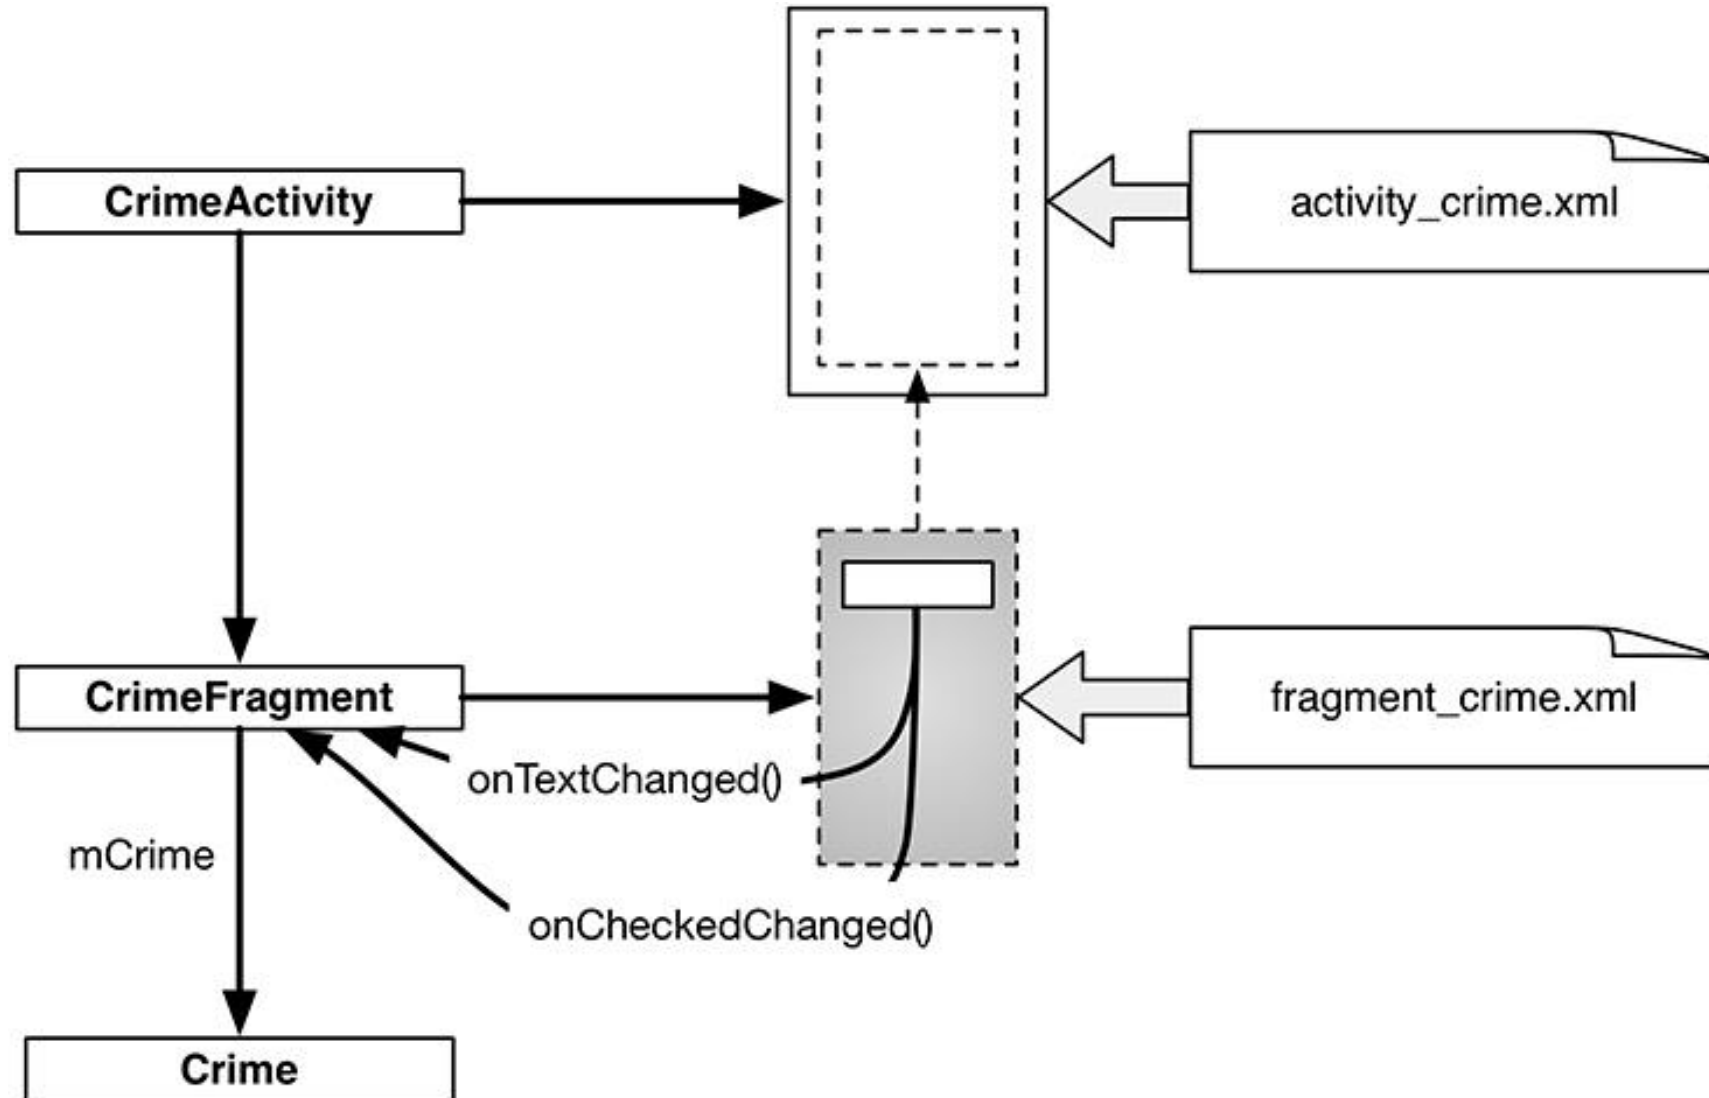 CrimeActivity
activity_crime.xml
CrimeFragment
fragment_crime.xml
onTextChanged()
mCrime
onCheckedChanged()
Crime